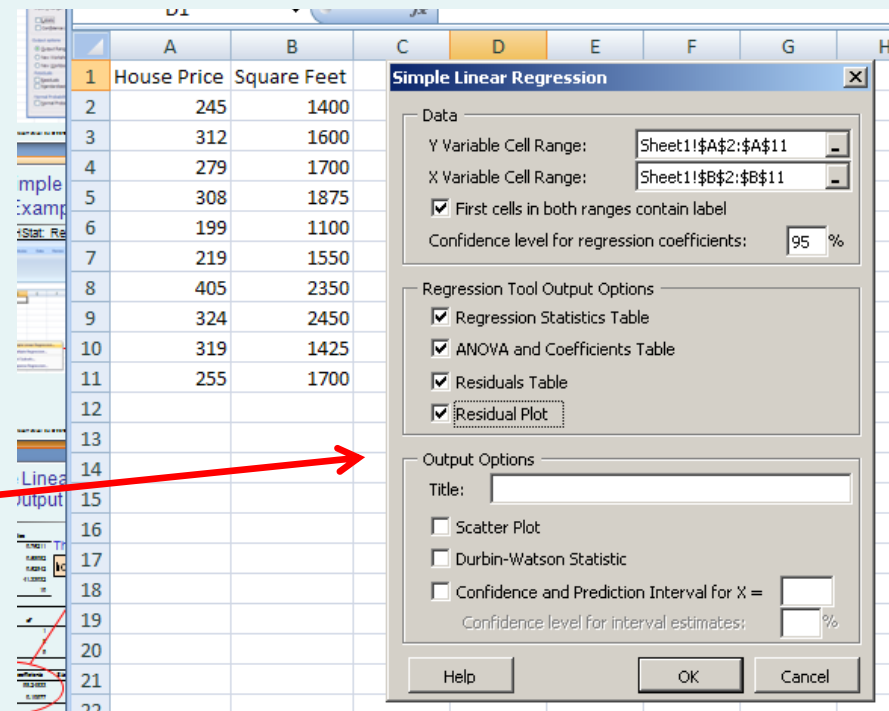 D1
A B C D E F G H
1 House Price Square Feet
2 245 1400
3 312 1600
4 279 1700
5 308 1875
6 199 1100
7 219 1550
8 405 2350
9 324 2450
10 319 1425
11 255 1700
12
13
14
15
16
17
18
19
20
21
22
Simple Linear Regression
Data
Y Variable Cell Range: Sheet1!$A$2:$A$11
X Variable Cell Range: Sheet1!$B$2:$B$11
First cells in both ranges contain label
Confidence level for regression coefficients: 95 %
Regression Tool Output Options
Regression Statistics Table
ANOVA and Coefficients Table
Residuals Table
Residual Plot
Output Options
Title:
Scatter Plot
Durbin-Watson Statistic
Confidence and Prediction Interval for X =
Confidence level for interval estimates: %
Help OK Cancel